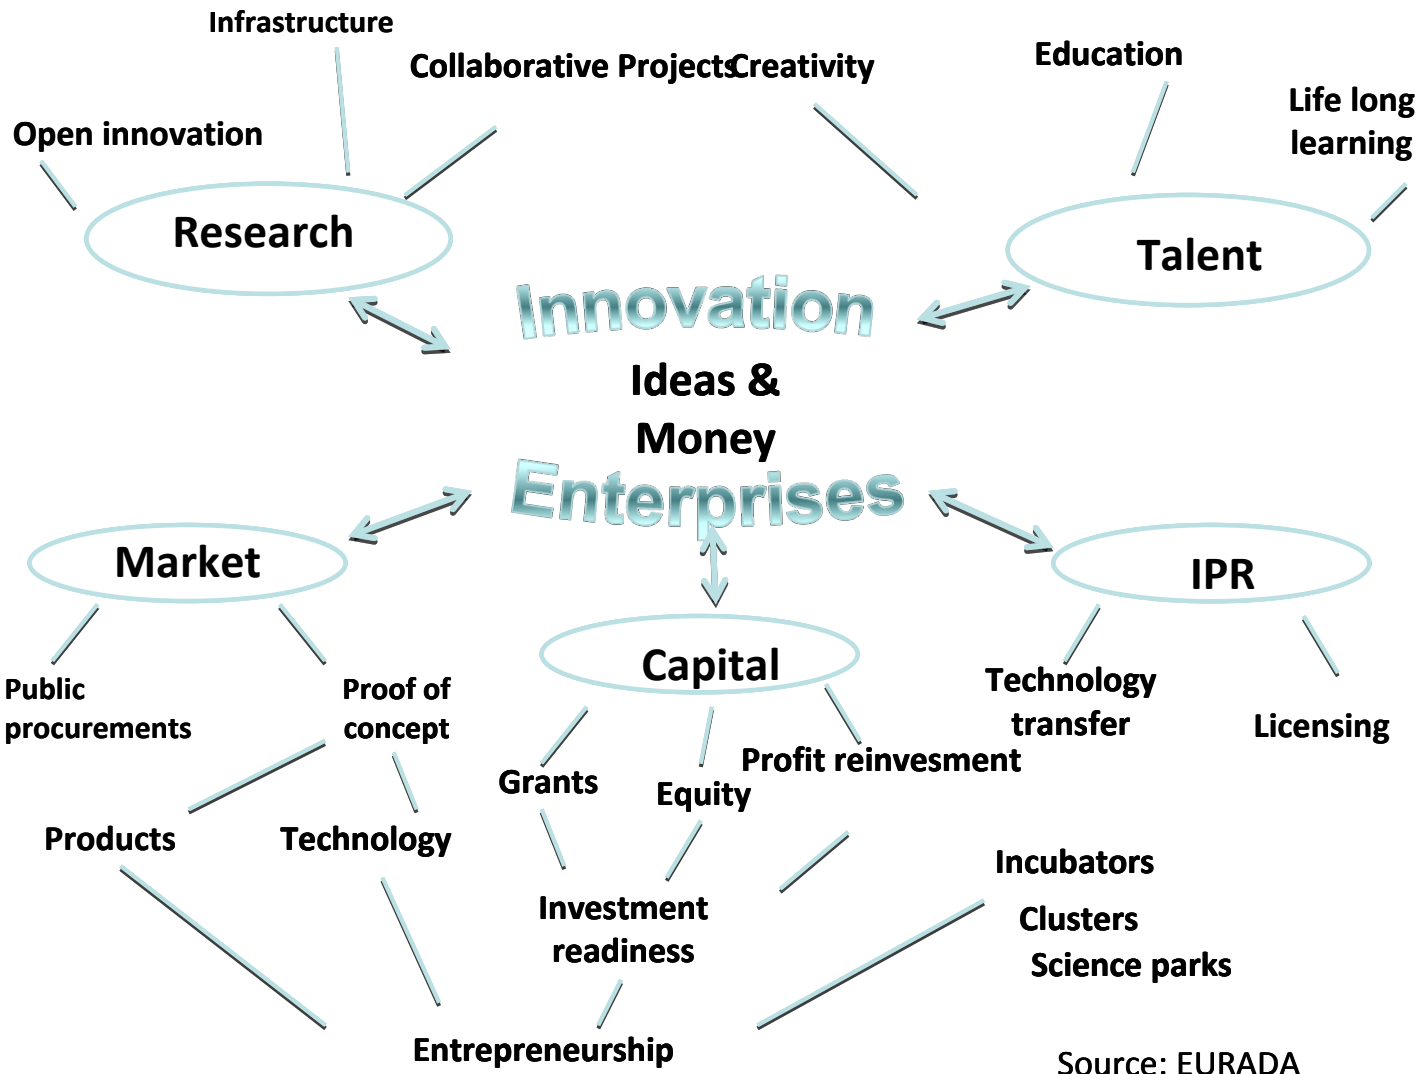 Infrastructure
Collaborative Projects
Creativity
Education
Life long
learning
Open innovation
Research
Talent
Innovation
Ideas &
Money
Enterprises
Market
IPR
Capital
Public
procurements
Proof of
concept
Technology
transfer
Licensing
Grants
Equity
Profit reinvesment
Products
Technology
Incubators
Clusters
Science parks
Investment
readiness
Entrepreneurship
Source: EURADA